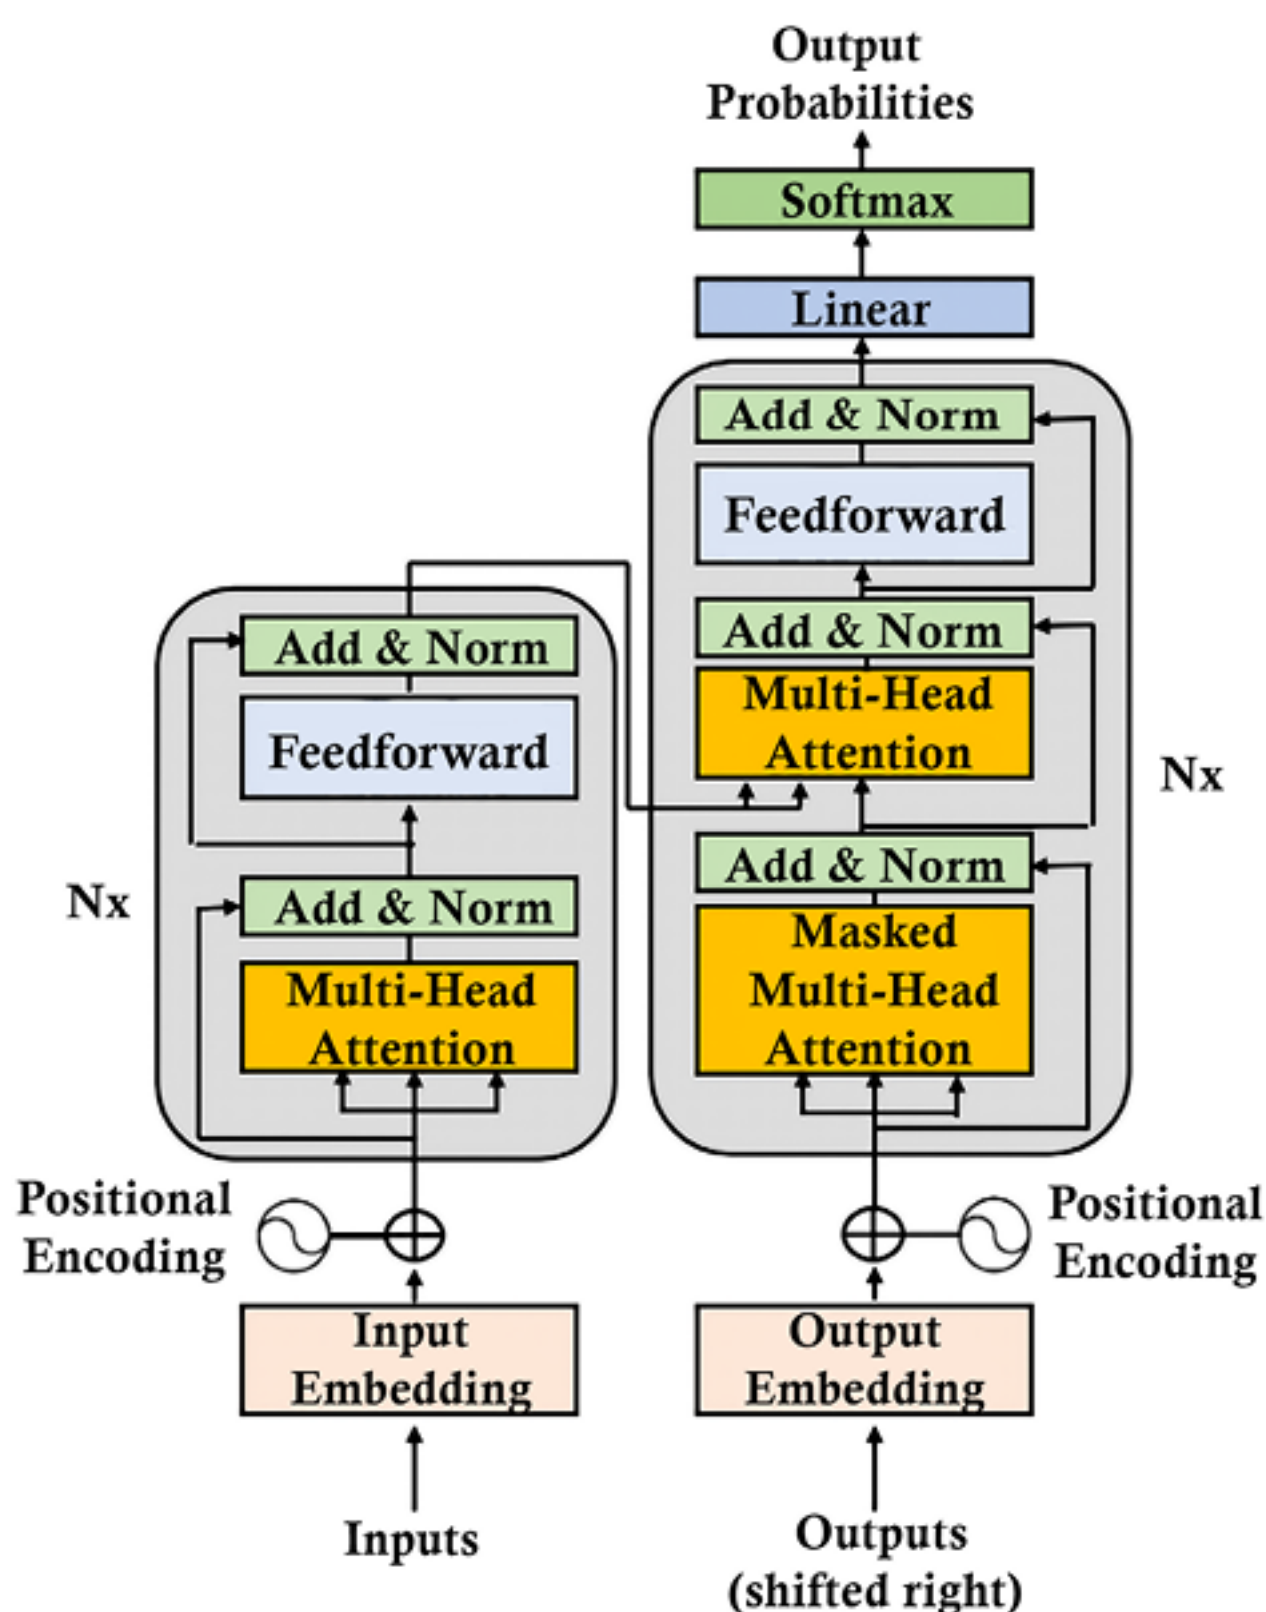 Output
Probabilities
Softmax
Linear
Add & Norm
Feedforward
Add & Norm
Multi-Head
Attention
Nx
Add & Norm
Masked
Multi-Head
Attention
Positional
Encoding
Output
Embedding
Outputs
(shifted right)
Add & Norm
Feedforward
Nx
Add & Norm
Multi-Head
Attention
Positional
Encoding
Input
Embedding
Inputs